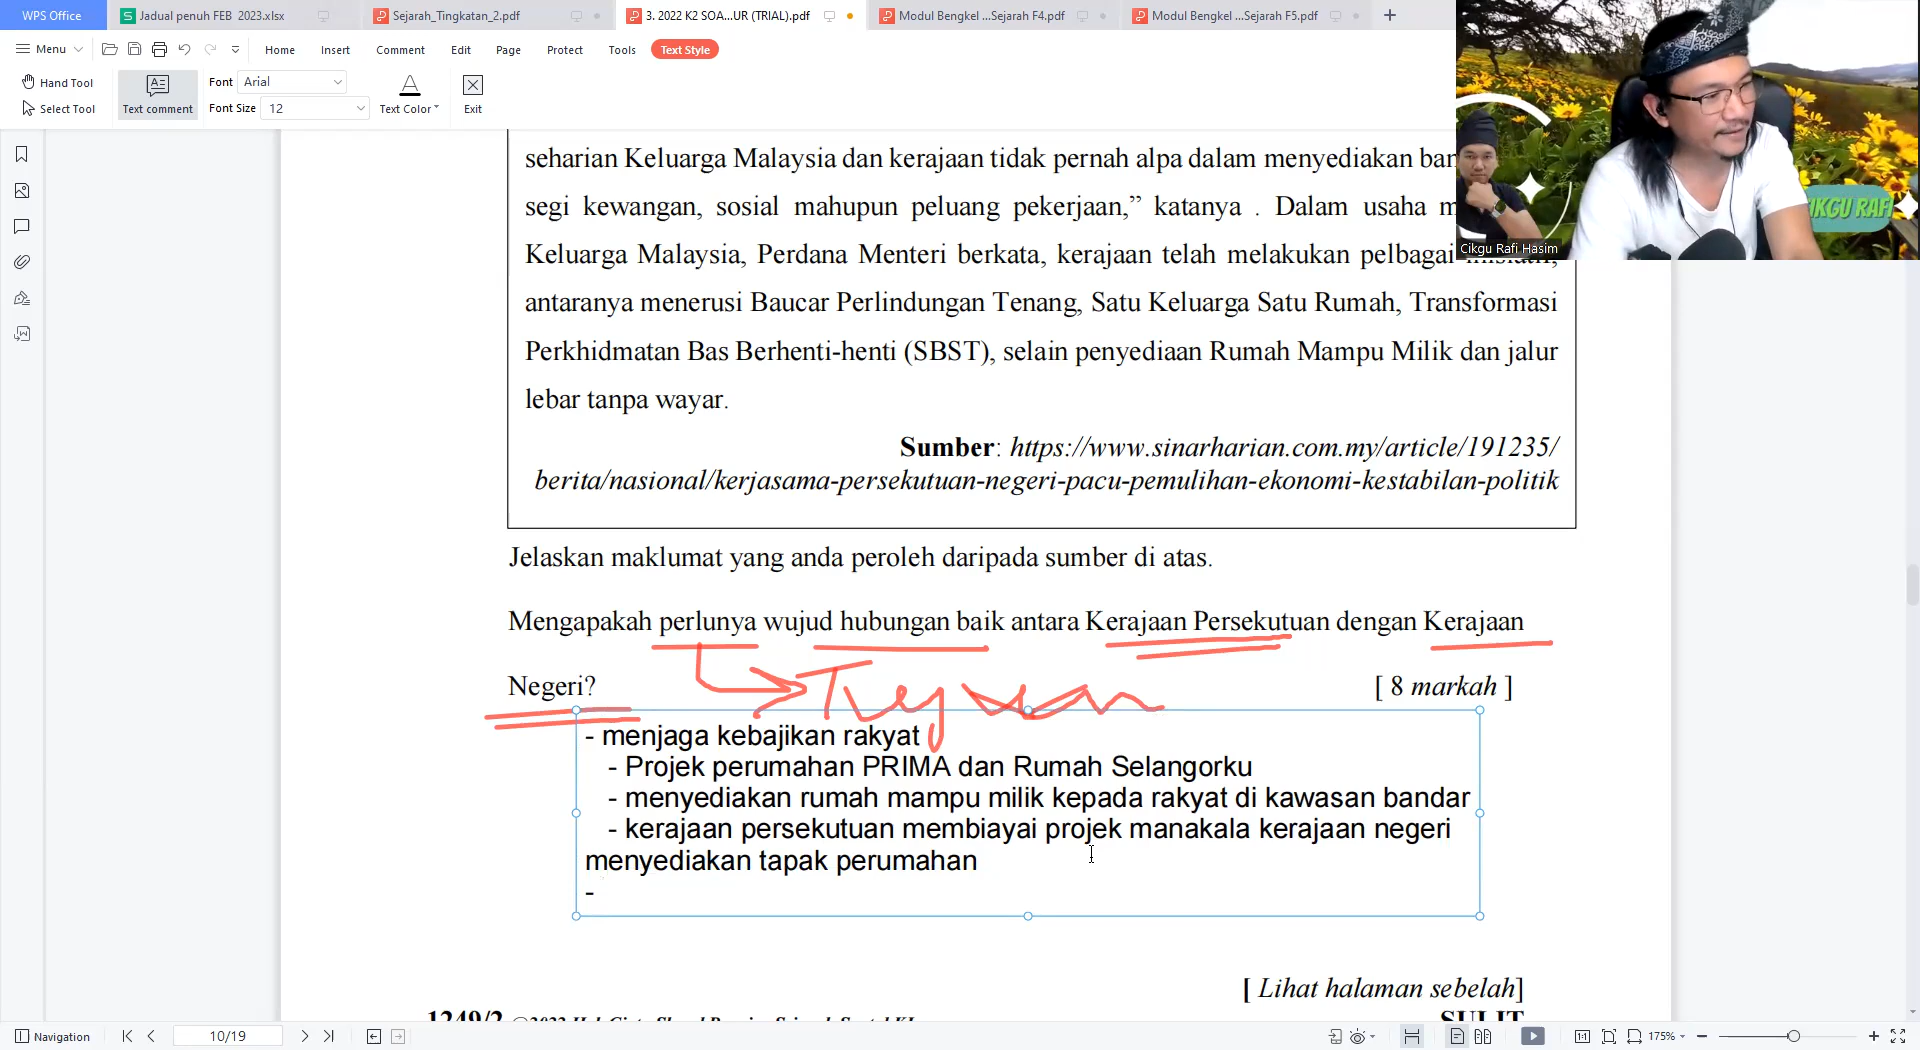 WPS Office
Jadual penuh FEB 2023.xlsx
Sejarah_Tingkatan_2.pdf
3. 2022 K2 SOA...UR (TRIAL).pdf
Modul Bengkel ...Sejarah F4.pdf
Modul Bengkel ...Sejarah F5.pdf
Menu
Home
Insert
Comment
Edit
Page
Protect
Tools
Text Style
Hand Tool
Select Tool
Text comment
Font Arial
Font Size 12
Text Color
Exit
IKGU RAFI
Cikgu Rafi Hasim
seharian Keluarga Malaysia dan kerajaan tidak pernah alpa dalam menyediakan ban
segi kewangan, sosial mahupun peluang pekerjaan,” katanya . Dalam usaha m
Keluarga Malaysia, Perdana Menteri berkata, kerajaan telah melakukan pelbagai
antaranya menerusi Baucar Perlindungan Tenang, Satu Keluarga Satu Rumah, Transformasi
Perkhidmatan Bas Berhenti-henti (SBST), selain penyediaan Rumah Mampu Milik dan jalur
lebar tanpa wayar.
Sumber: https://www.sinarharian.com.my/article/191235/
berita/nasional/kerjasama-persekutuan-negeri-pacu-pemulihan-ekonomi-kestabilan-politik
Jelaskan maklumat yang anda peroleh daripada sumber di atas.
Mengapakah perlunya wujud hubungan baik antara Kerajaan Persekutuan dengan Kerajaan
Negeri? [ 8 markah ]
- menjaga kebajikan rakyat
- Projek perumahan PRIMA dan Rumah Selangorku
- menyediakan rumah mampu milik kepada rakyat di kawasan bandar
- kerajaan persekutuan membiayai projek manakala kerajaan negeri
menyediakan tapak perumahan
-
[ Lihat halaman sebelah]
1249/2
SULIT
Navigation
10/19
175%